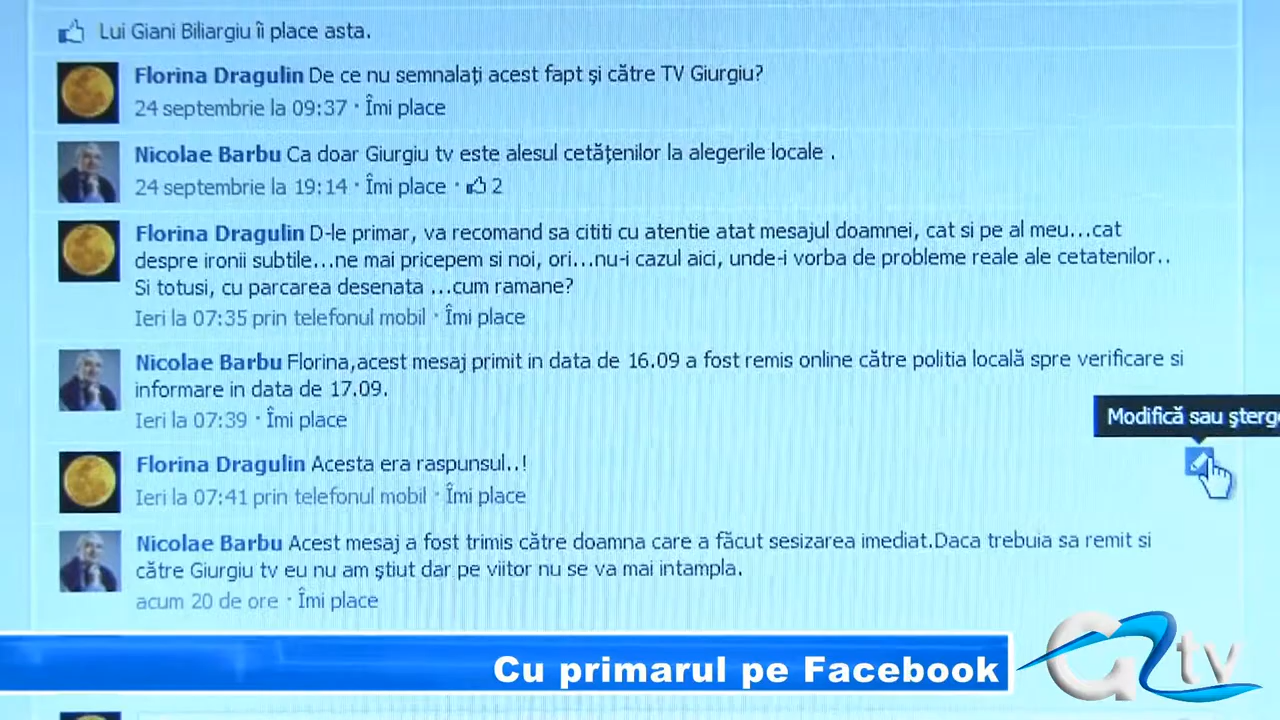 Lui Giani Biliargiu îi place asta.
Florina Dragulin De ce nu semnalaţi acest fapt şi către TV Giurgiu?
24 septembrie la 09:37 · Îmi place
Nicolae Barbu Ca doar Giurgiu tv este alesul cetăţenilor la alegerile locale .
24 septembrie la 19:14 · Îmi place · 2
Florina Dragulin D-le primar, va recomand sa cititi cu atentie atat mesajul doamnei, cat si pe al meu...cat
despre ironii subtile...ne mai pricepem si noi, ori...nu-i cazul aici, unde-i vorba de probleme reale ale cetatenilor..
Si totusi, cu parcarea desenata ...cum ramane?
Ieri la 07:35 prin telefonul mobil · Îmi place
Nicolae Barbu Florina,acest mesaj primit in data de 16.09 a fost remis online către politia locală spre verificare si
informare in data de 17.09.
Ieri la 07:39 · Îmi place
Modifică sau şterge
Florina Dragulin Acesta era raspunsul..!
Ieri la 07:41 prin telefonul mobil · Îmi place
Nicolae Barbu Acest mesaj a fost trimis către doamna care a făcut sesizarea imediat.Daca trebuia sa remit si
către Giurgiu tv eu nu am ştiut dar pe viitor nu se va mai intampla.
acum 20 de ore · Îmi place
Cu primarul pe Facebook
G2tv